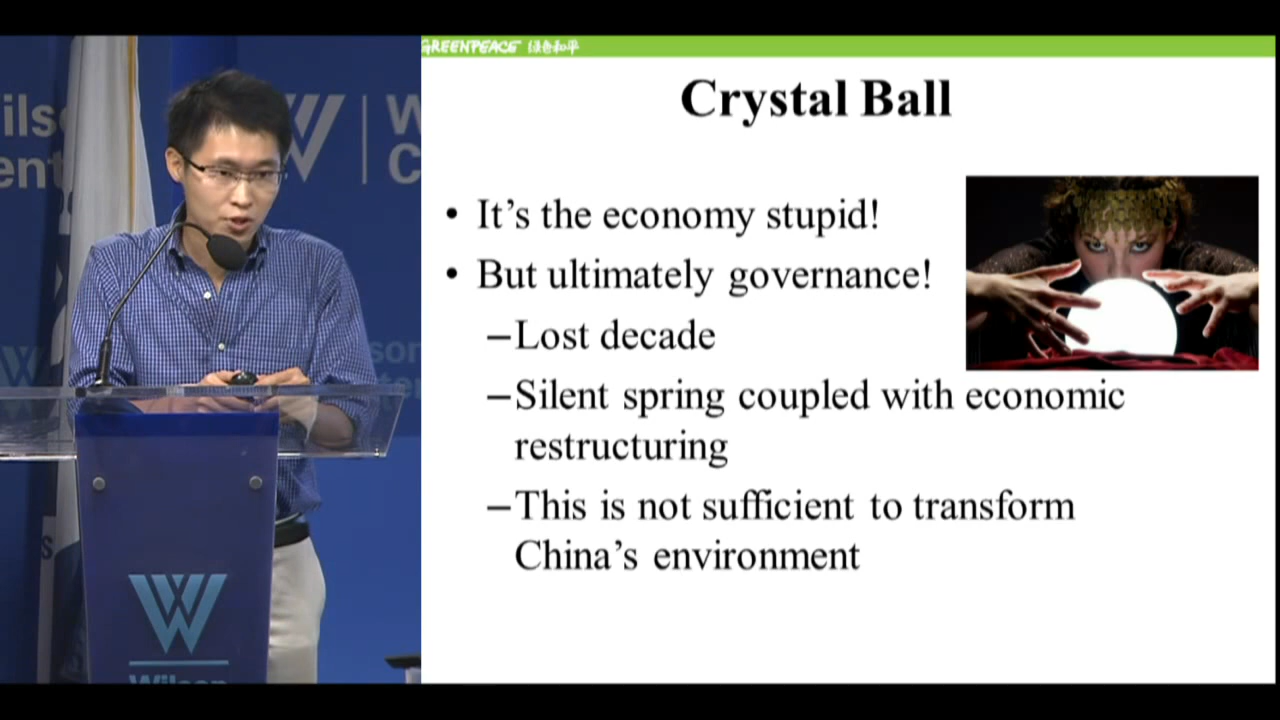 GREENPEACE 绿色和平
Crystal Ball
• It's the economy stupid!
• But ultimately governance!
–Lost decade
–Silent spring coupled with economic
restructuring
–This is not sufficient to transform
China's environment
W
C
W
Wilson